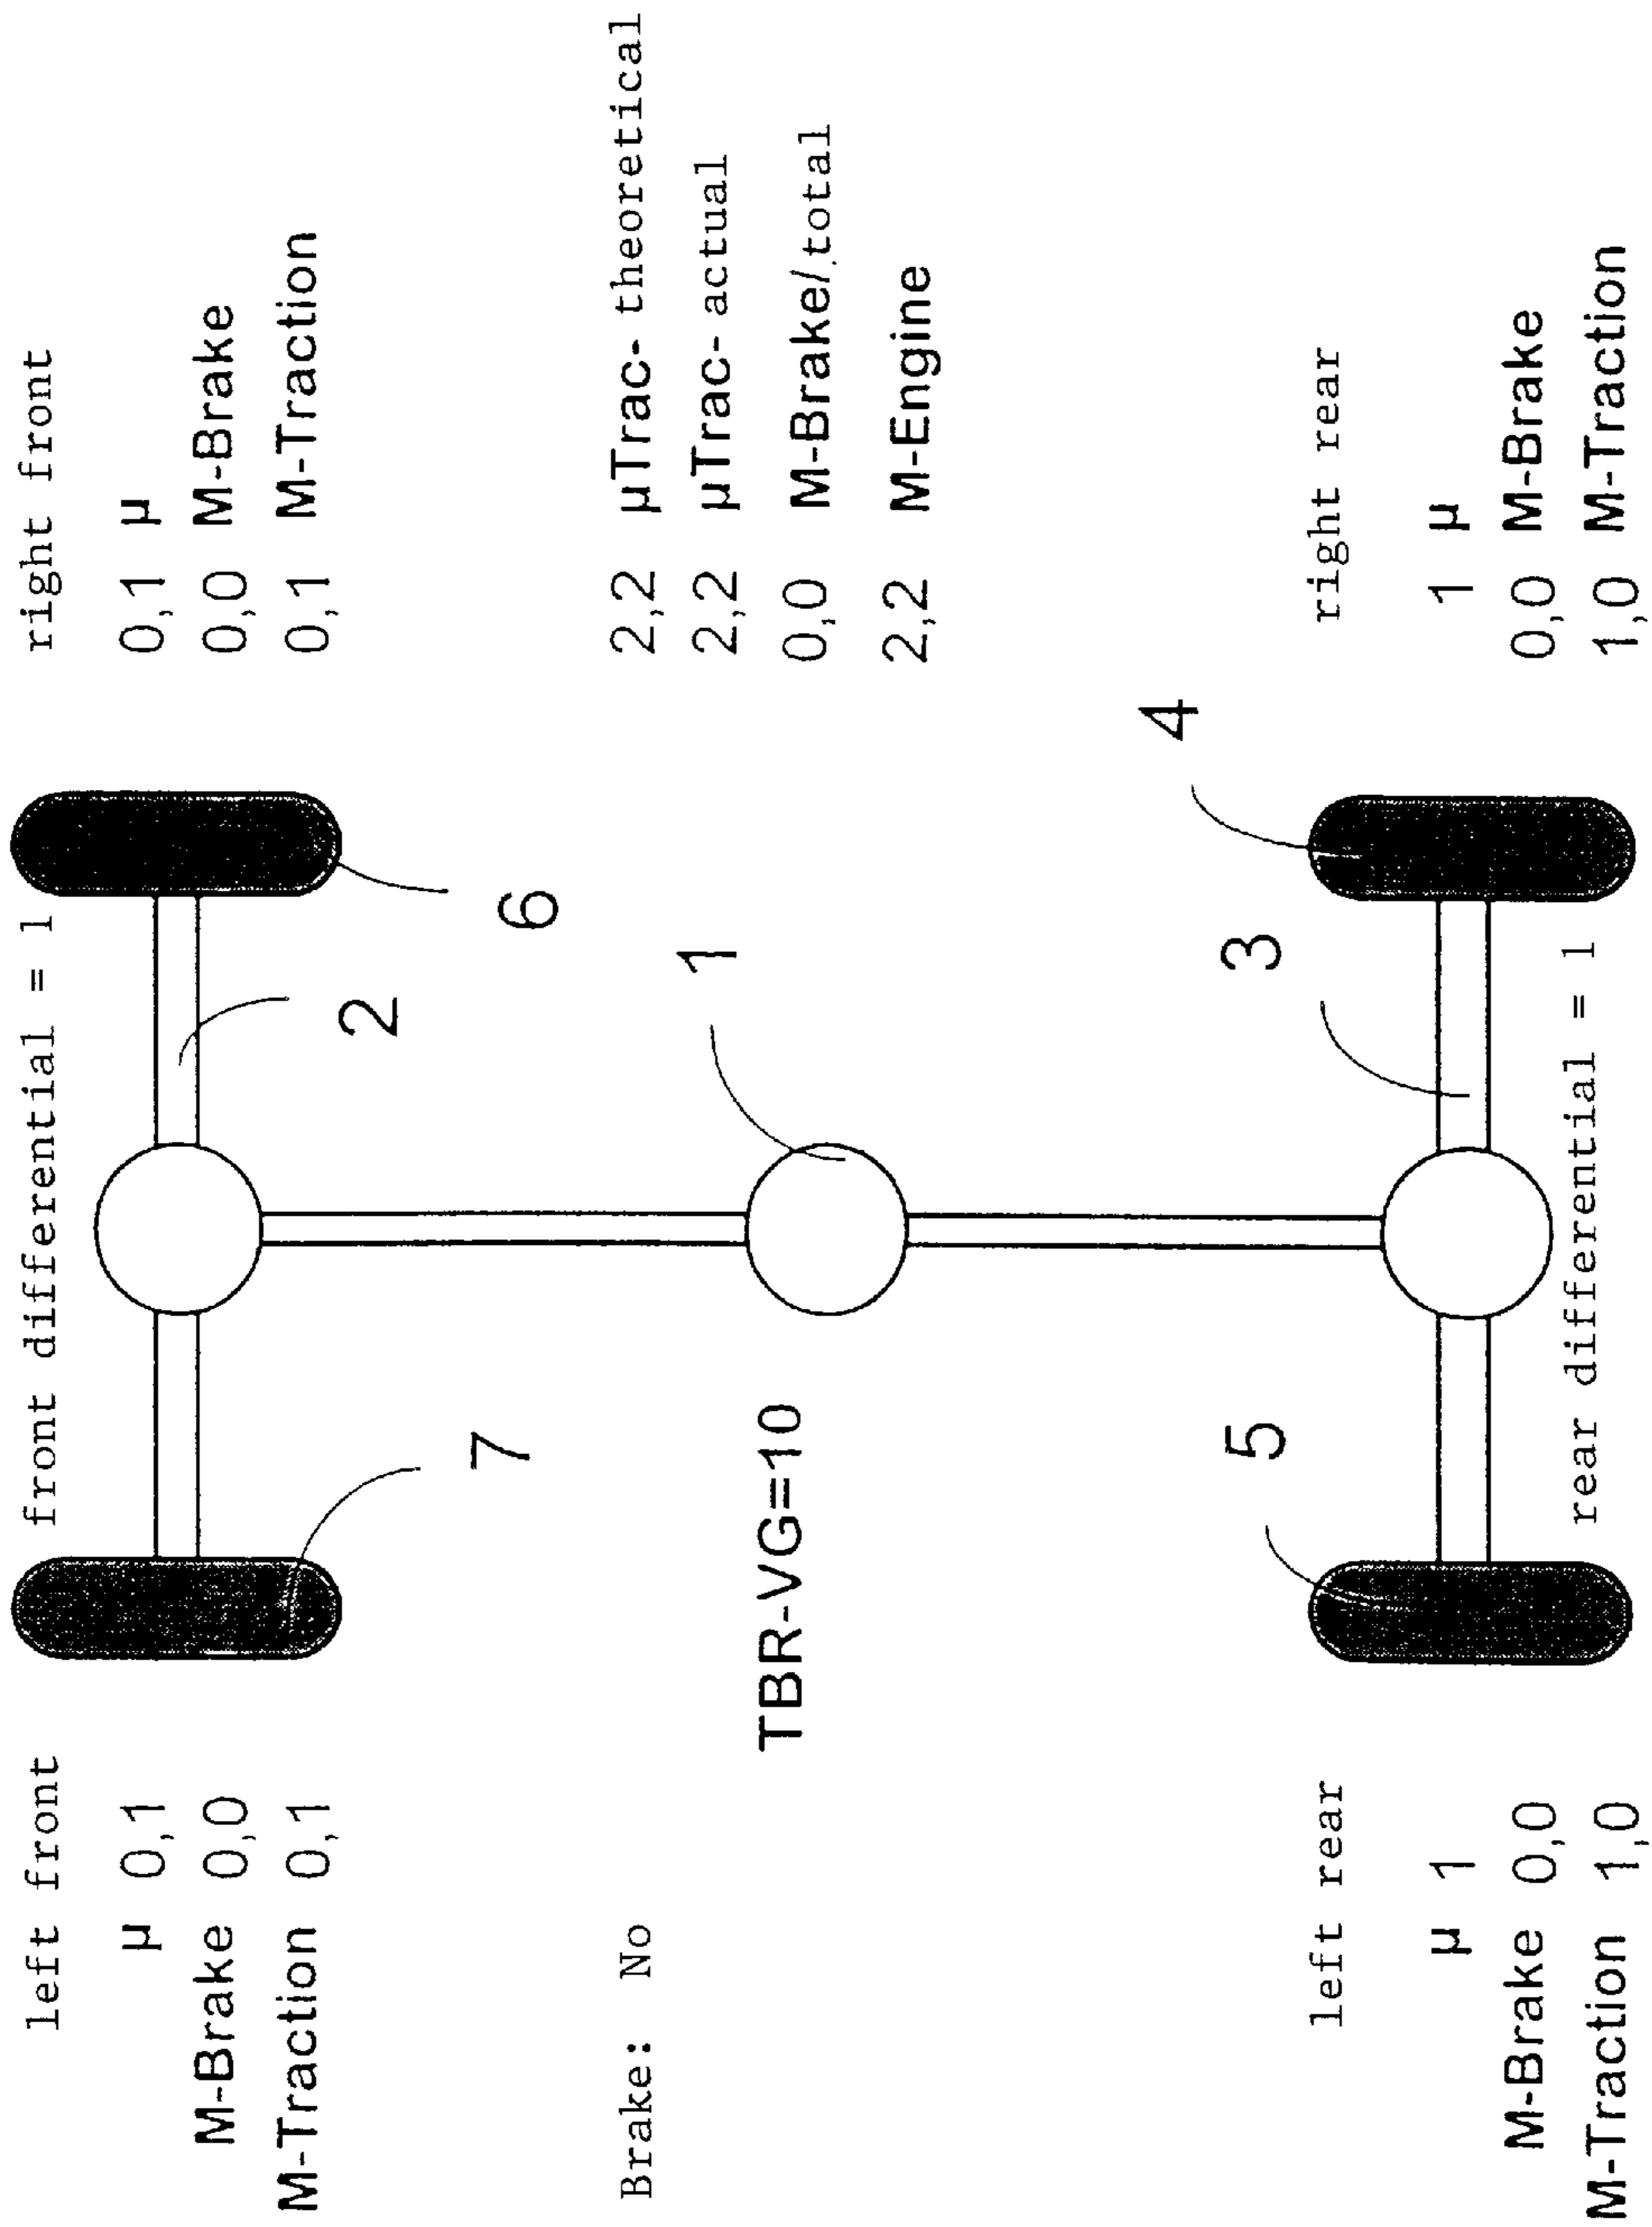 left front
front differential = 1
right front
μ 0,1
0,1 μ
M-Brake 0,0
0,0 M-Brake
M-Traction 0,1
0,1 M-Traction
7
2
6
Brake: No
2,2 μTrac- theoretical
2,2 μTrac- actual
TBR-VG=10
1
0,0 M-Brake/total
2,2 M-Engine
5
3
4
left rear
right rear
μ 1
1 μ
M-Brake 0,0
0,0 M-Brake
rear differential = 1
M-Traction 1,0
1,0 M-Traction